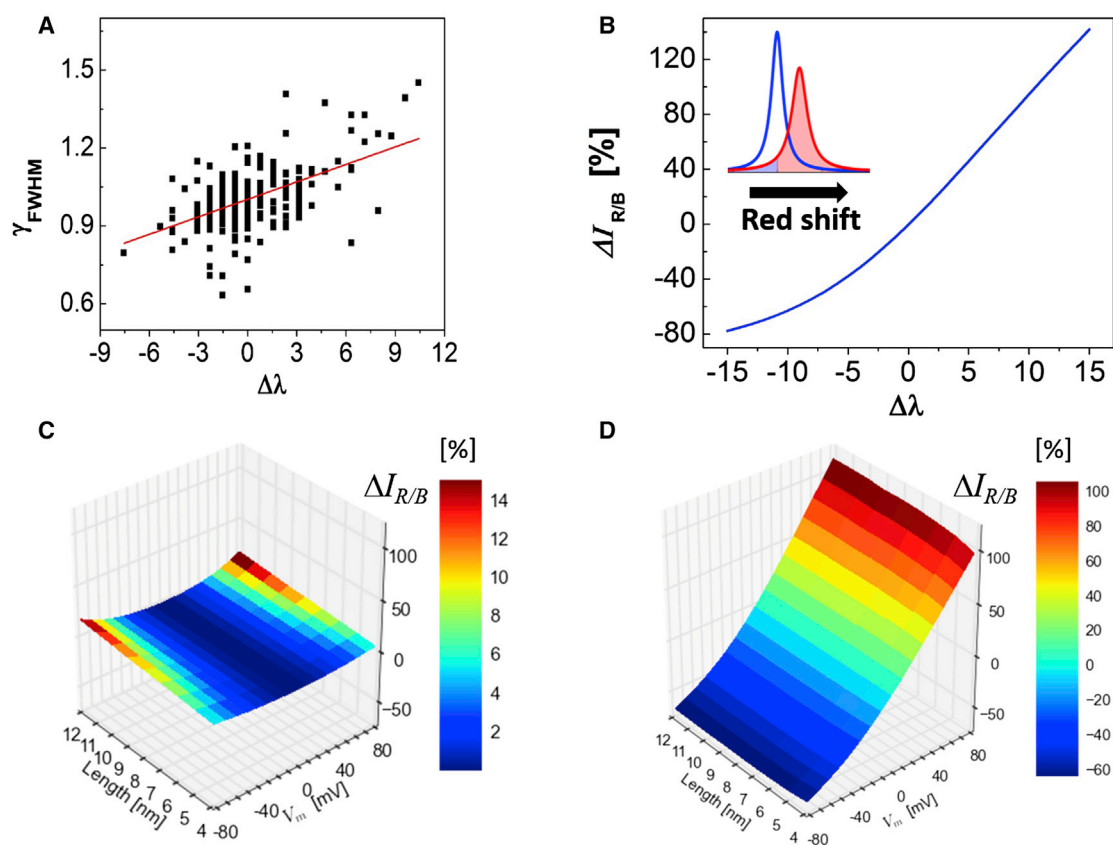 A
γFWHM
1.5
1.2
0.9
0.6
-9 -6 -3 0 3 6 9 12
Δλ
B
ΔI R/B [%]
120
80
40
0
-40
-80
Red shift
-15 -10 -5 0 5 10 15
Δλ
C
[%]
ΔI R/B
14
12
10
8
6
4
2
100
50
0
-50
12 11 10 9 8 7 6 5 4
Length [nm]
-80 -40 0 40 80
Vm [mV]
D
[%]
ΔI R/B
100
80
60
40
20
0
-20
-40
-60
100
50
0
-50
12 11 10 9 8 7 6 5 4
Length [nm]
-80 -40 0 40 80
Vm [mV]